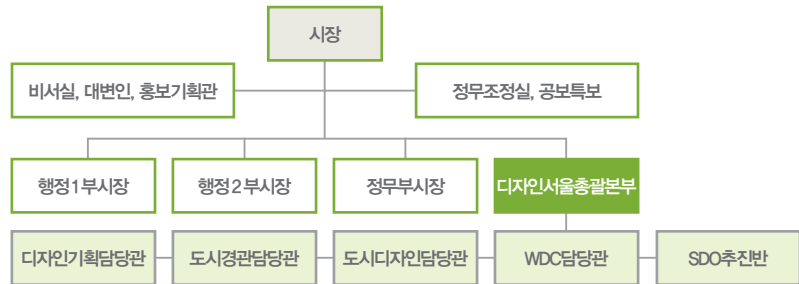 시장
비서실, 대변인, 홍보기획관
정무조정실, 공보특보
행정1부시장
행정2부시장
정무부시장
디자인서울총괄본부
디자인기획담당관
도시경관담당관
도시디자인담당관
WDC담당관
SDO추진반